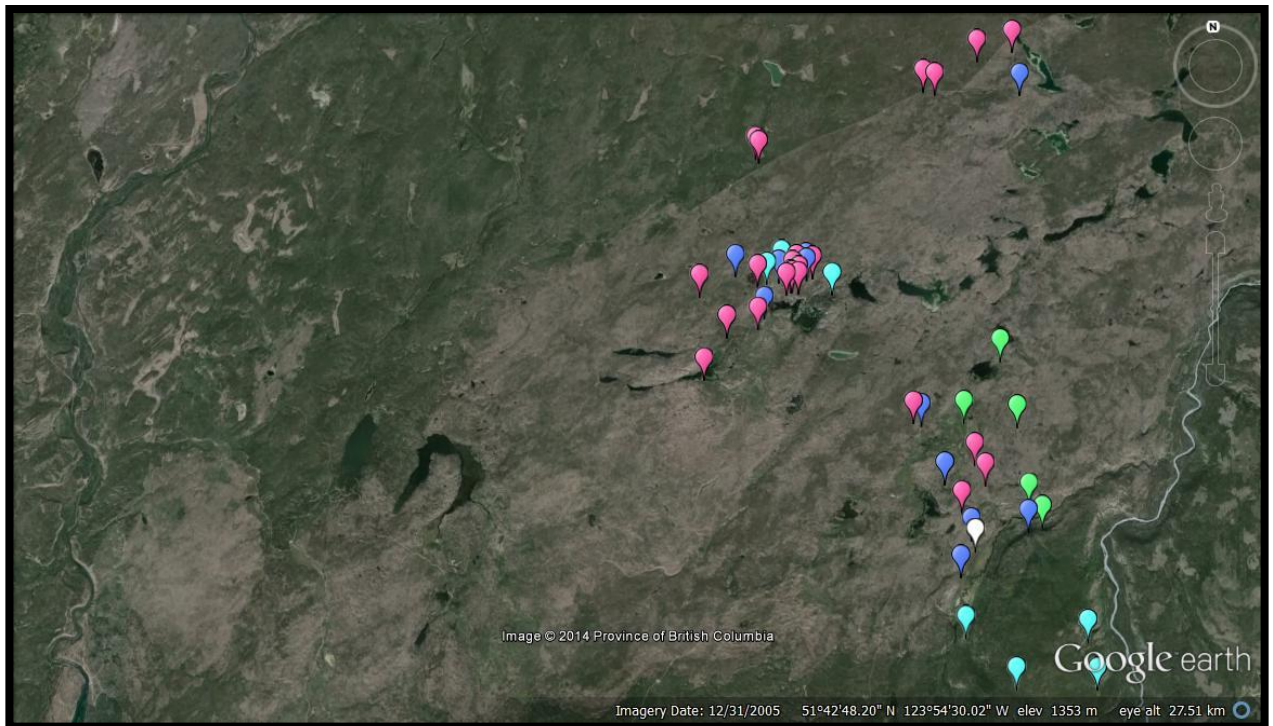 N
Image © 2014 Province of British Columbia
Google earth
Imagery Date: 12/31/2005 51°42'48.20" N 123°54'30.02" W elev 1353 m eye alt 27.51 km